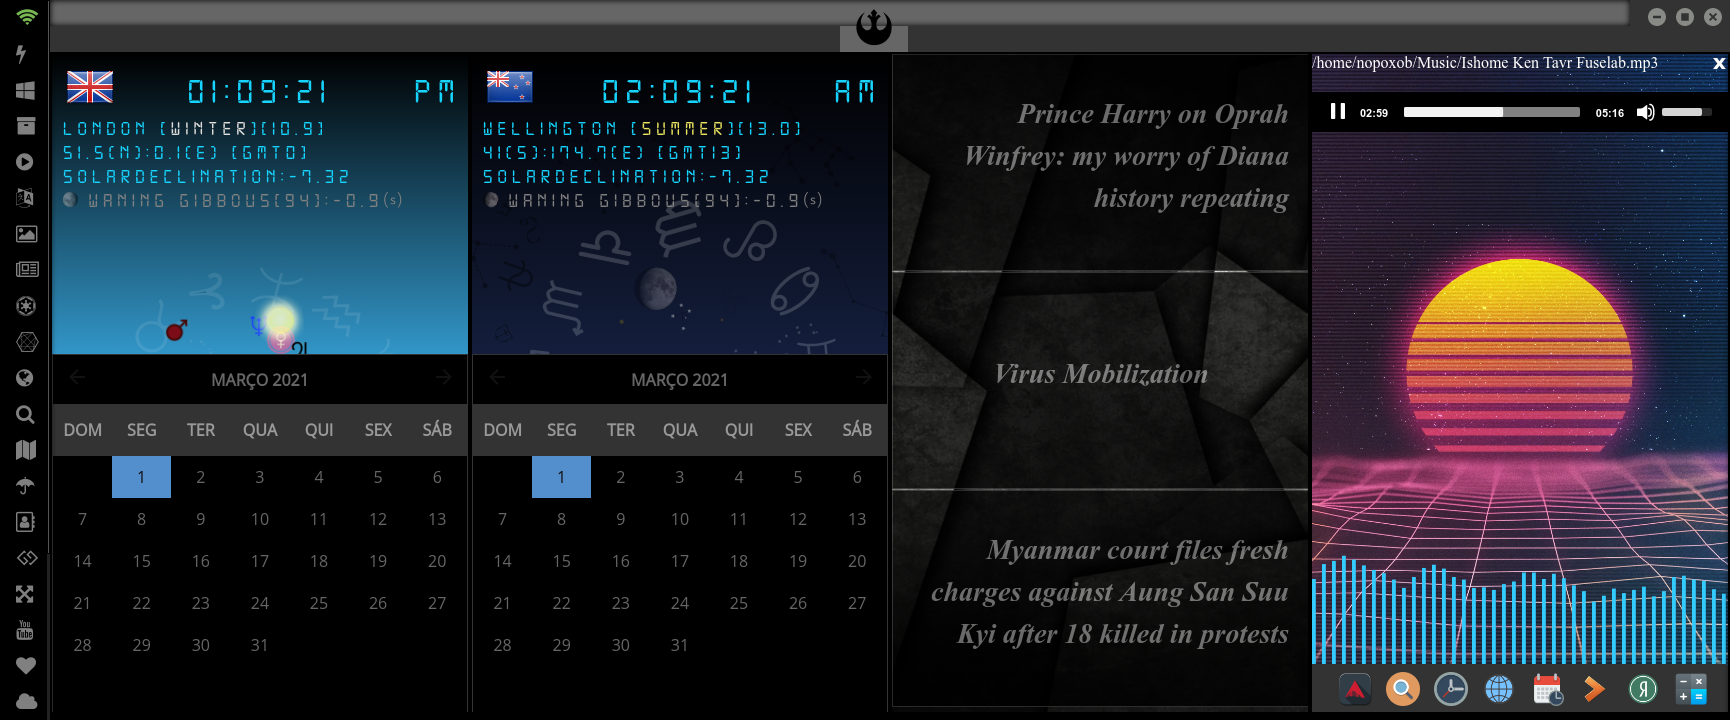 01:09:21 PM
LONDON [WINTER][10.9]
51.5(N):0.1(E) [GMT0]
SOLARDECLINATION:-7.32
WANING GIBBOUS[94]:-0.9(s)
MARÇO 2021
DOM SEG TER QUA QUI SEX SÁB
1 2 3 4 5 6
7 8 9 10 11 12 13
14 15 16 17 18 19 20
21 22 23 24 25 26 27
28 29 30 31
02:09:21 AM
WELLINGTON [SUMMER][13.0]
41(S):174.7(E) [GMT13]
SOLARDECLINATION:-7.32
WANING GIBBOUS[94]:-0.9(s)
MARÇO 2021
DOM SEG TER QUA QUI SEX SÁB
1 2 3 4 5 6
7 8 9 10 11 12 13
14 15 16 17 18 19 20
21 22 23 24 25 26 27
28 29 30 31
Prince Harry on Oprah
Winfrey: my worry of Diana
history repeating
Virus Mobilization
Myanmar court files fresh
charges against Aung San Suu
Kyi after 18 killed in protests
/home/nopoxob/Music/Ishome Ken Tavr Fuselab.mp3 x
02:59 05:16
You
Tube
Я